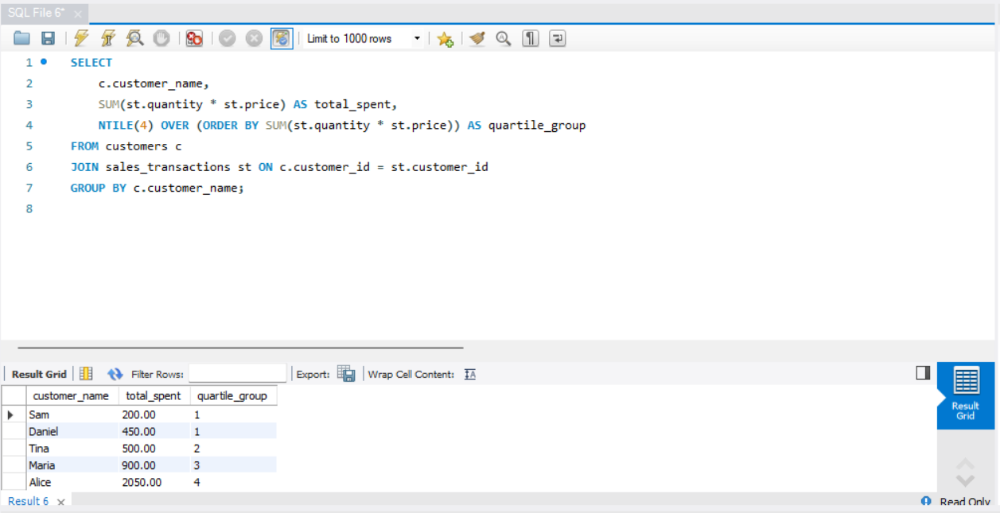 SQL File 6*
Limit to 1000 rows
1 SELECT
2 c.customer_name,
3 SUM(st.quantity * st.price) AS total_spent,
4 NTILE(4) OVER (ORDER BY SUM(st.quantity * st.price)) AS quartile_group
5 FROM customers c
6 JOIN sales_transactions st ON c.customer_id = st.customer_id
7 GROUP BY c.customer_name;
8
Result Grid Filter Rows: Export: Wrap Cell Content: IA
customer_name total_spent quartile_group
Sam 200.00 1
Daniel 450.00 1
Tina 500.00 2
Maria 900.00 3
Alice 2050.00 4
Result
Grid
Result 6 Read Only